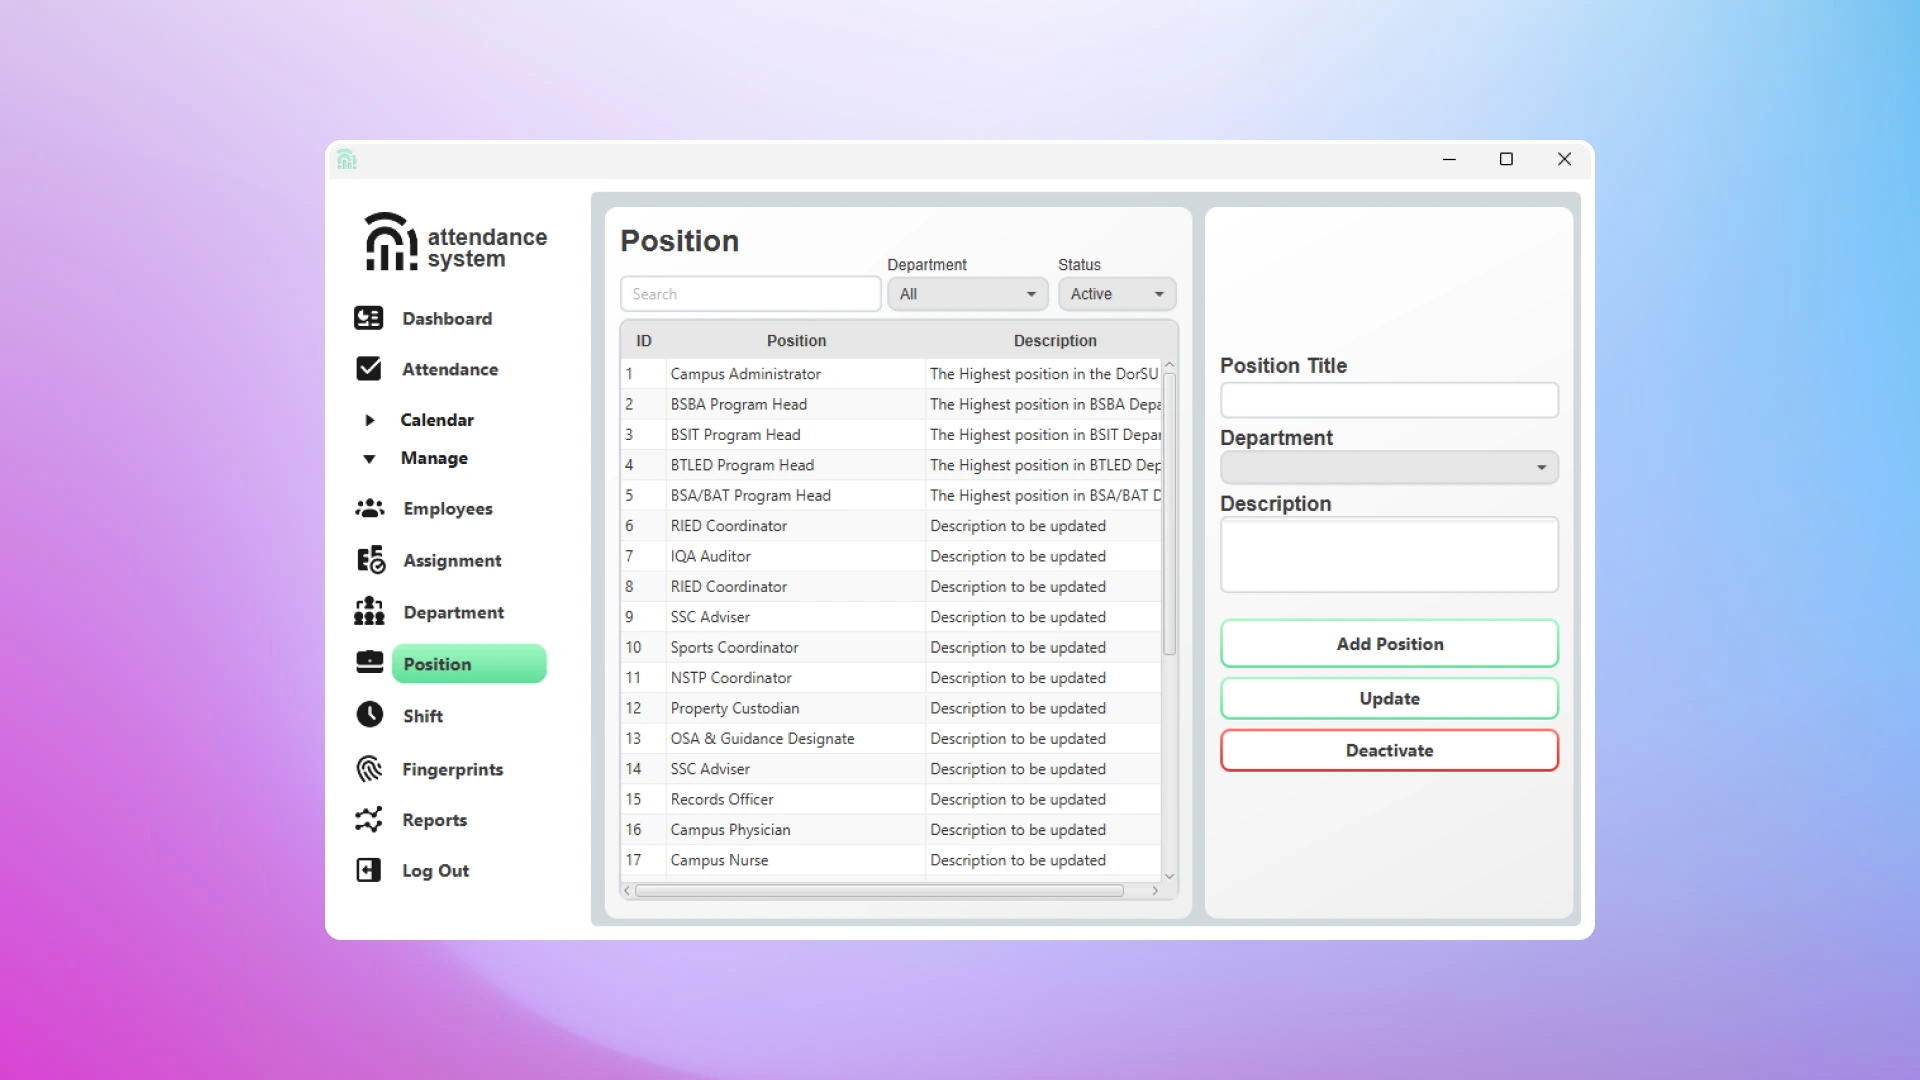 attendance
system
Dashboard
Attendance
Calendar
Manage
Employees
Assignment
Department
Position
Shift
Fingerprints
Reports
Log Out
Position
Department
Status
Search
All
Active
ID Position Description
1 Campus Administrator The Highest position in the DorSU
2 BSBA Program Head The Highest position in BSBA Depa
3 BSIT Program Head The Highest position in BSIT Depar
4 BTLED Program Head The Highest position in BTLED Dep
5 BSA/BAT Program Head The Highest position in BSA/BAT D
6 RIED Coordinator Description to be updated
7 IQA Auditor Description to be updated
8 RIED Coordinator Description to be updated
9 SSC Adviser Description to be updated
10 Sports Coordinator Description to be updated
11 NSTP Coordinator Description to be updated
12 Property Custodian Description to be updated
13 OSA & Guidance Designate Description to be updated
14 SSC Adviser Description to be updated
15 Records Officer Description to be updated
16 Campus Physician Description to be updated
17 Campus Nurse Description to be updated
Position Title
Department
Description
Add Position
Update
Deactivate